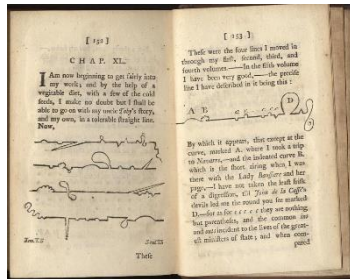 [ 152 ]
CHAP. XL.
I Am now beginning to get fairly into
my work; and by the help of a
vegitable diet, with a few of the cold
seeds, I make no doubt but I shall be
able to go on with my uncle Toby's story,
and my own, in a tolerable straight line.
Now,
These
[ 153 ]
These were the four lines I moved in
through my first, second, third, and
fourth volumes.——In the fifth volume
I have been very good,——the precise
line I have described in it being this :
A B
D
By which it appears, that except at the
curve, marked A. where I took a trip
to Navarre,—and the indented curve B.
which is the short airing when I was
there with the Lady Baussiere and her
page,—I have not taken the least frisk
of a digression, till John de la Casse's
devils led me the round you see marked
D.—for as for c c c c c they are nothing
but parentheses, and the common ins
and outs incident to the lives of the great-
est ministers of state; and when com-
pared